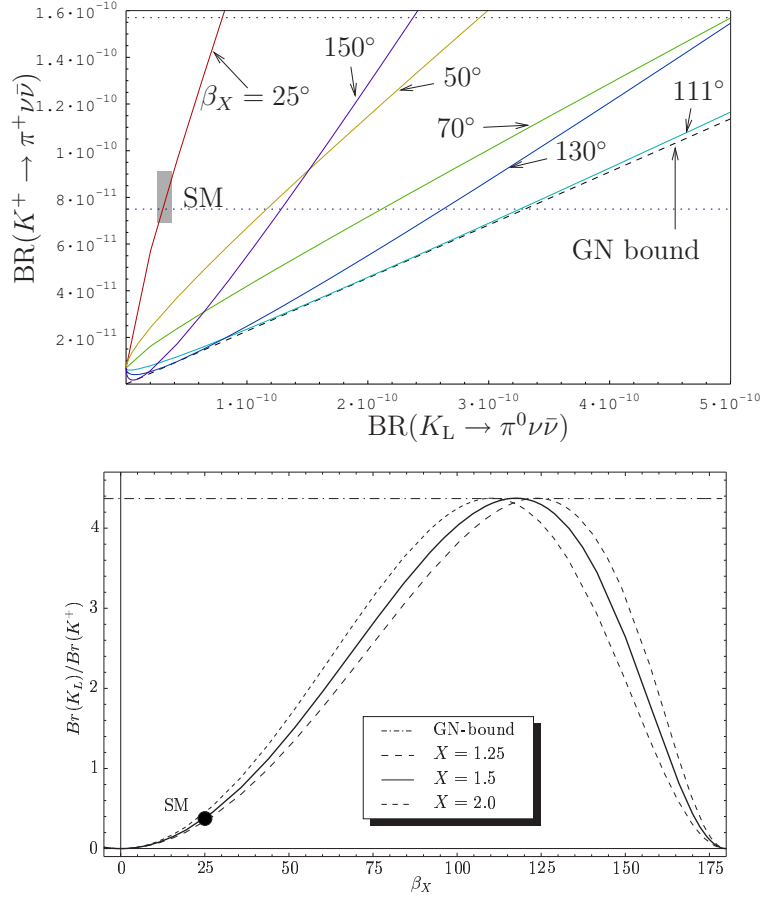 BR(K⁺ → π⁺νν̄)
1.6·10⁻¹⁰
1.4·10⁻¹⁰
1.2·10⁻¹⁰
1·10⁻¹⁰
8·10⁻¹¹
6·10⁻¹¹
4·10⁻¹¹
2·10⁻¹¹
β_X = 25°
150°
50°
70°
111°
130°
SM
GN bound
1·10⁻¹⁰ 2·10⁻¹⁰ 3·10⁻¹⁰ 4·10⁻¹⁰ 5·10⁻¹⁰
BR(K_L → π⁰νν̄)
Br(K_L)/Br(K⁺)
4
3
2
1
0
SM
GN-bound
X = 1.25
X = 1.5
X = 2.0
0 25 50 75 100 125 150 175
β_X